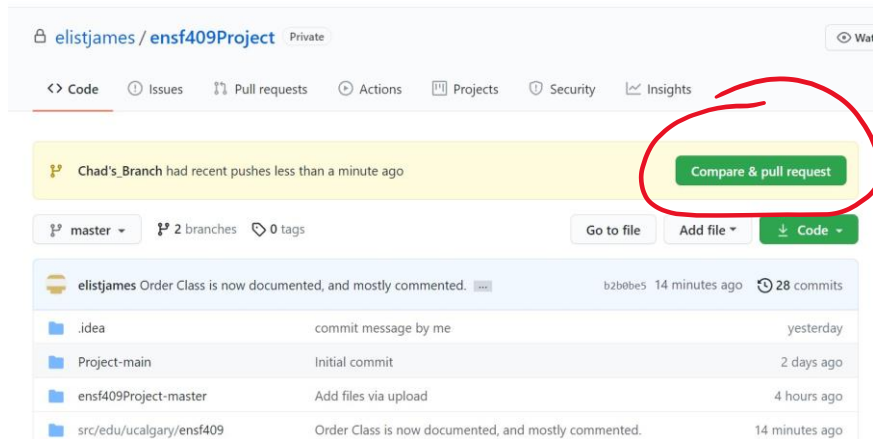 elistjames / ensf409Project Private
Wat
Code Issues Pull requests Actions Projects Security Insights
Chad's_Branch had recent pushes less than a minute ago Compare & pull request
master 2 branches 0 tags Go to file Add file Code
elistjames Order Class is now documented, and mostly commented. ... b2b0be5 14 minutes ago 28 commits
.idea commit message by me yesterday
Project-main Initial commit 2 days ago
ensf409Project-master Add files via upload 4 hours ago
src/edu/ucalgary/ensf409 Order Class is now documented, and mostly commented. 14 minutes ago